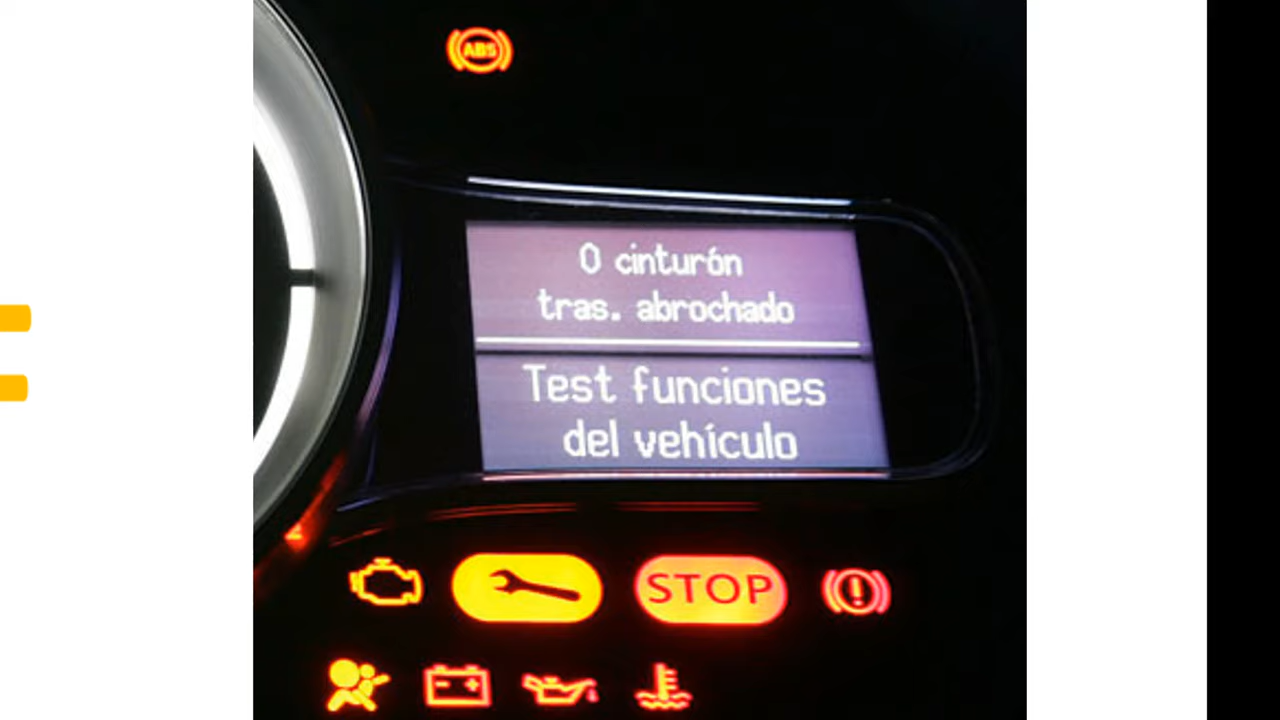 ABS
0 cinturón
tras. abrochado
Test funciones
del vehículo
STOP